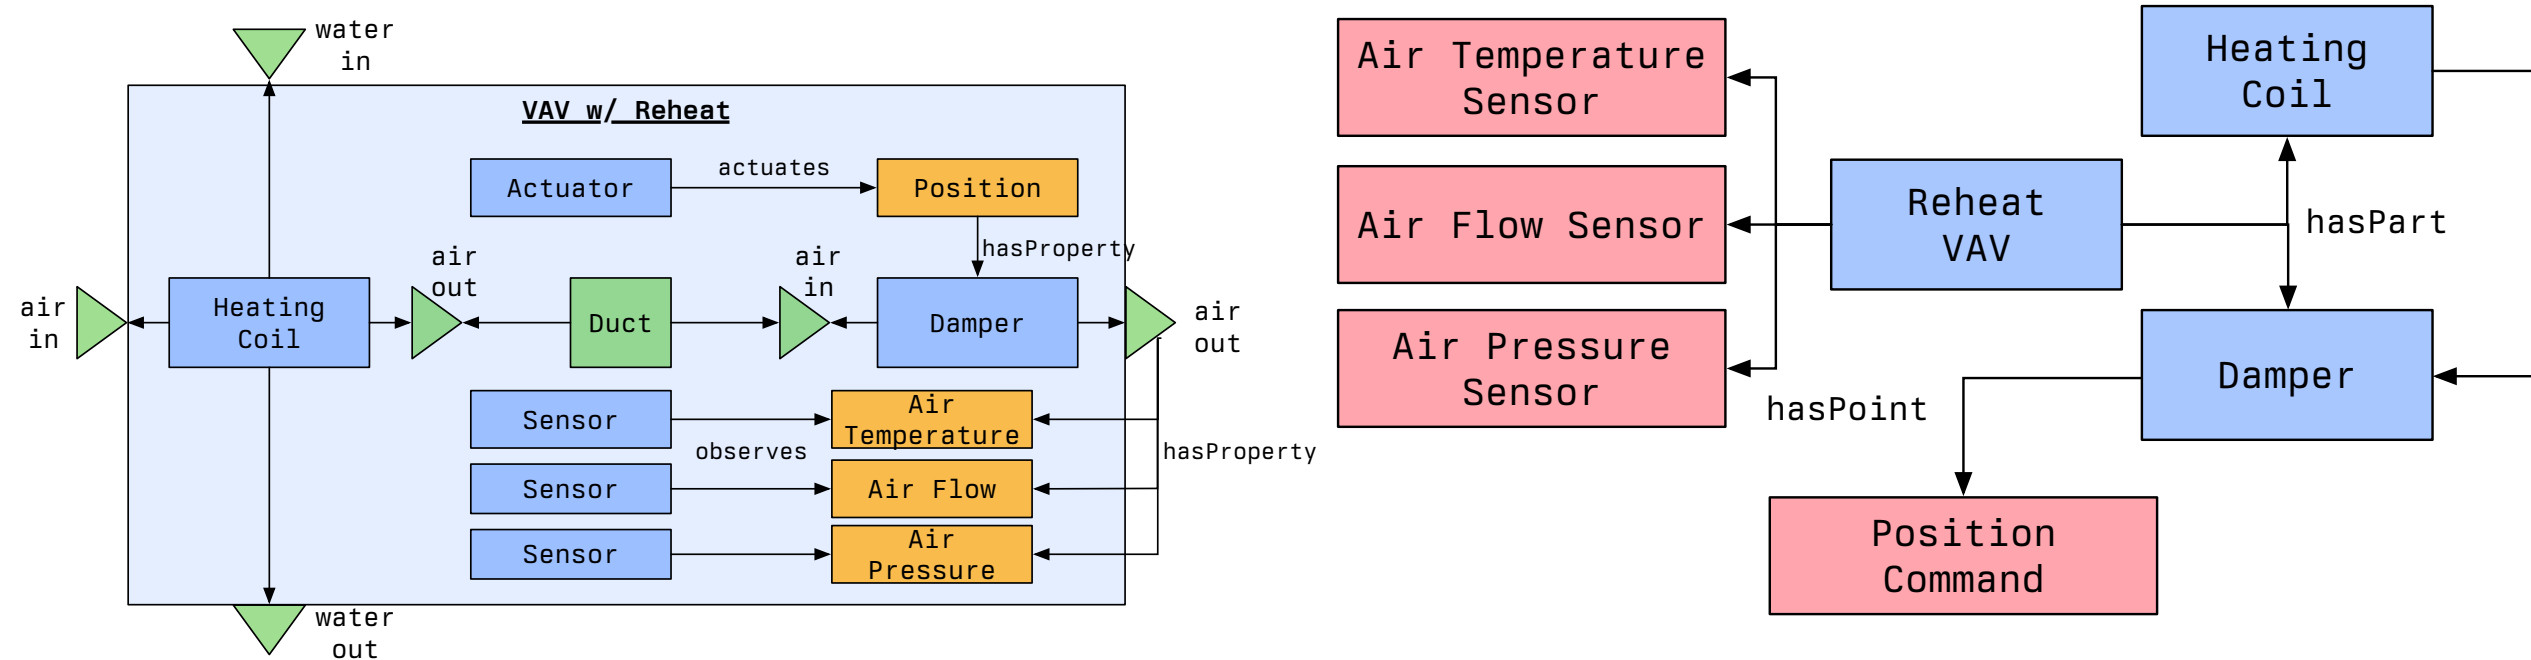 water
in
VAV w/ Reheat
Actuator
actuates
Position
hasProperty
air
in
Heating
Coil
air
out
Duct
air
in
Damper
air
out
Sensor
Air
Temperature
observes
hasProperty
Sensor
Air Flow
Sensor
Air
Pressure
water
out
Air Temperature
Sensor
Air Flow Sensor
Air Pressure
Sensor
Reheat
VAV
Heating
Coil
hasPart
Damper
hasPoint
Position
Command